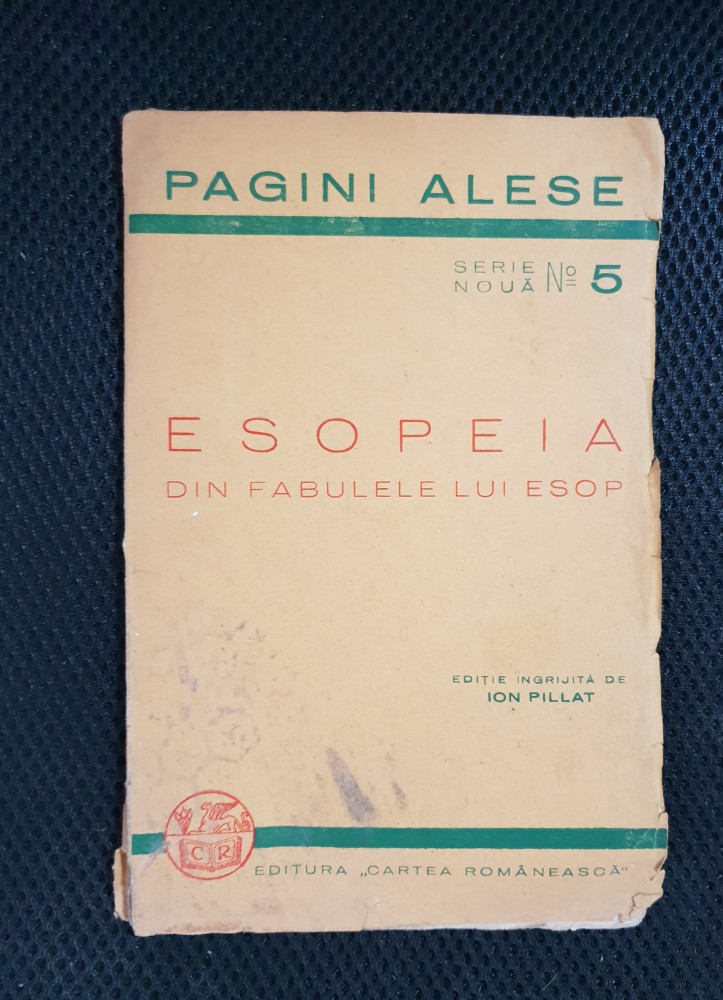 PAGINI ALESE
SERIE
NOUĂ No 5
ESOPEIA
DIN FABULELE LUI ESOP
EDIȚIE INGRIJITĂ DE
ION PILLAT
C R
EDITURA „CARTEA ROMÂNEASCĂ"